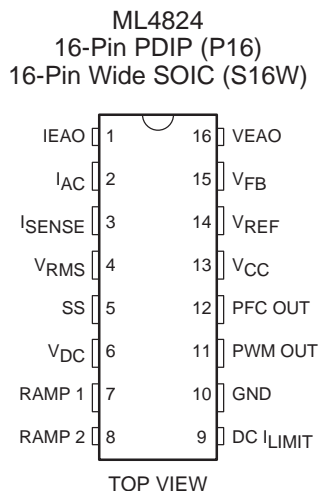 ML4824
16-Pin PDIP (P16)
16-Pin Wide SOIC (S16W)
IEAO 1 16 VEAO
IAC 2 15 VFB
ISENSE 3 14 VREF
VRMS 4 13 VCC
SS 5 12 PFC OUT
VDC 6 11 PWM OUT
RAMP 1 7 10 GND
RAMP 2 8 9 DC ILIMIT
TOP VIEW